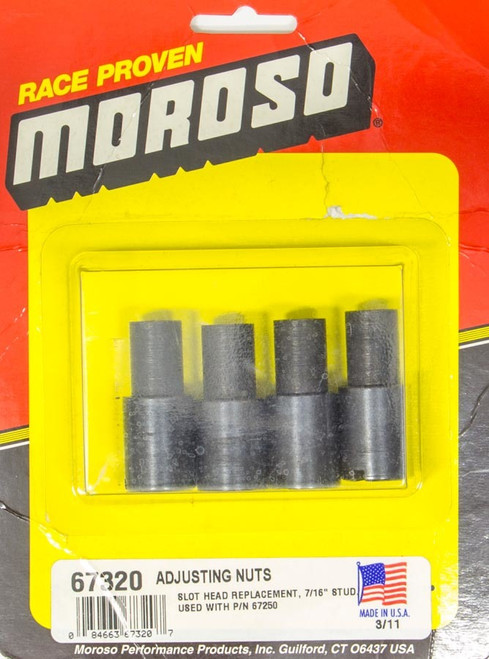 RACE PROVEN
MOROSO®
67320 ADJUSTING NUTS
SLOT HEAD REPLACEMENT, 7/16" STUD
USED WITH P/N 67250
MADE IN U.S.A.
3/11
0 84663 67320 7
Moroso Performance Products, Inc. Guilford, CT 06437 USA